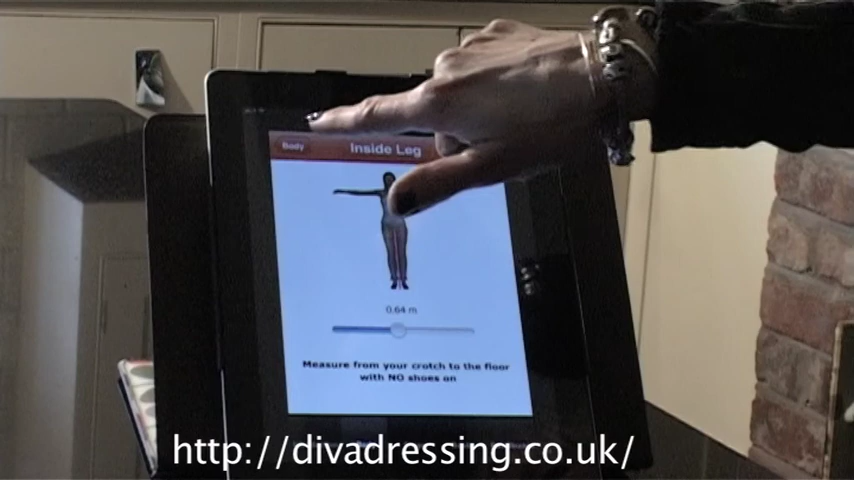 Body
Inside Leg
0.64 m
Measure from your crotch to the floor
with NO shoes on
http://divadressing.co.uk/